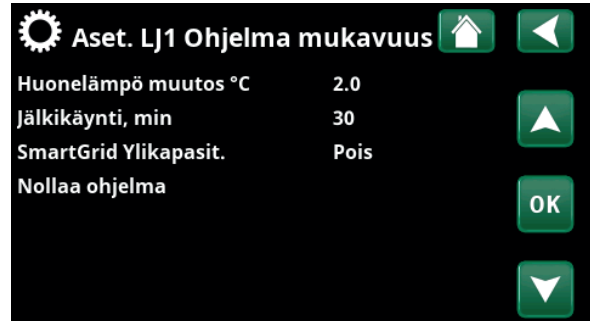 Aset. LJ1 Ohjelma mukavuus
Huonelämpö muutos °C 2.0
Jälkikäynti, min 30
SmartGrid Ylikapasit. Pois
Nollaa ohjelma
OK